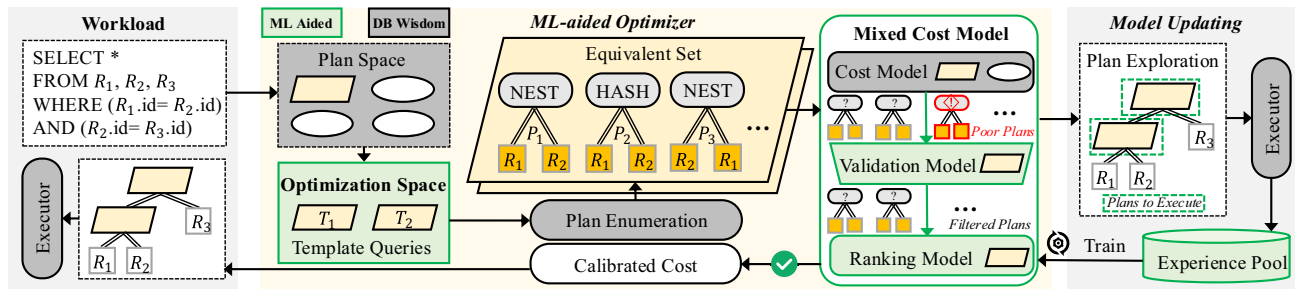 Workload
SELECT *
FROM R1, R2, R3
WHERE (R1.id= R2.id)
AND (R2.id= R3.id)
Executor
R3
R1 R2
ML Aided
DB Wisdom
ML-aided Optimizer
Plan Space
Optimization Space
T1 T2
Template Queries
Equivalent Set
NEST HASH NEST
P1 P2 P3 ...
R1 R2 R1 R2 R2 R1
Plan Enumeration
Calibrated Cost
Mixed Cost Model
Cost Model
? ? ! ...
Poor Plans
Validation Model
? ? ...
Filtered Plans
Ranking Model
Model Updating
Plan Exploration
R3
R1 R2
Plans to Execute
Executor
Train
Experience Pool